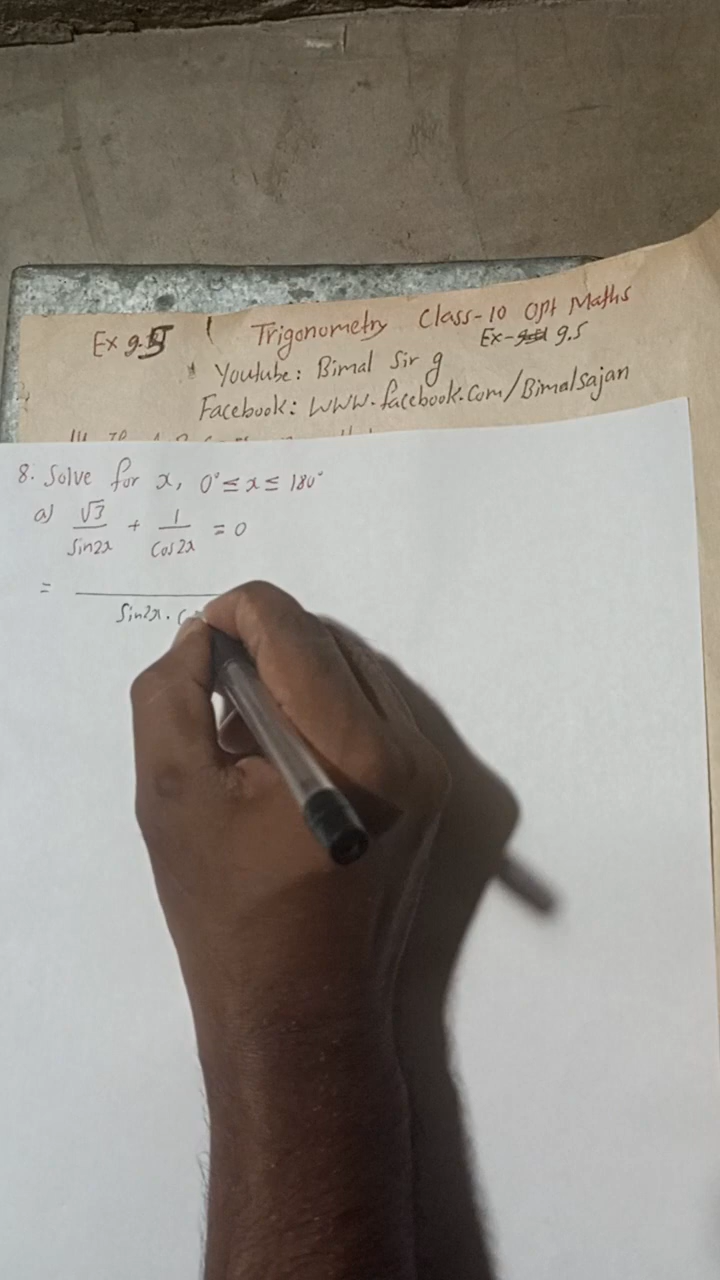 Ex 9.5 Trigonometry Class-10 Opt Maths
Ex- 9.5
Youtube: Bimal Sir g
Facebook: WWW.facebook.Com/Bimalsajan
8. Solve for x, 0° ≤ x ≤ 180°
a) √3/Sin2x + 1/Cos2x = 0
= Sin2x . C